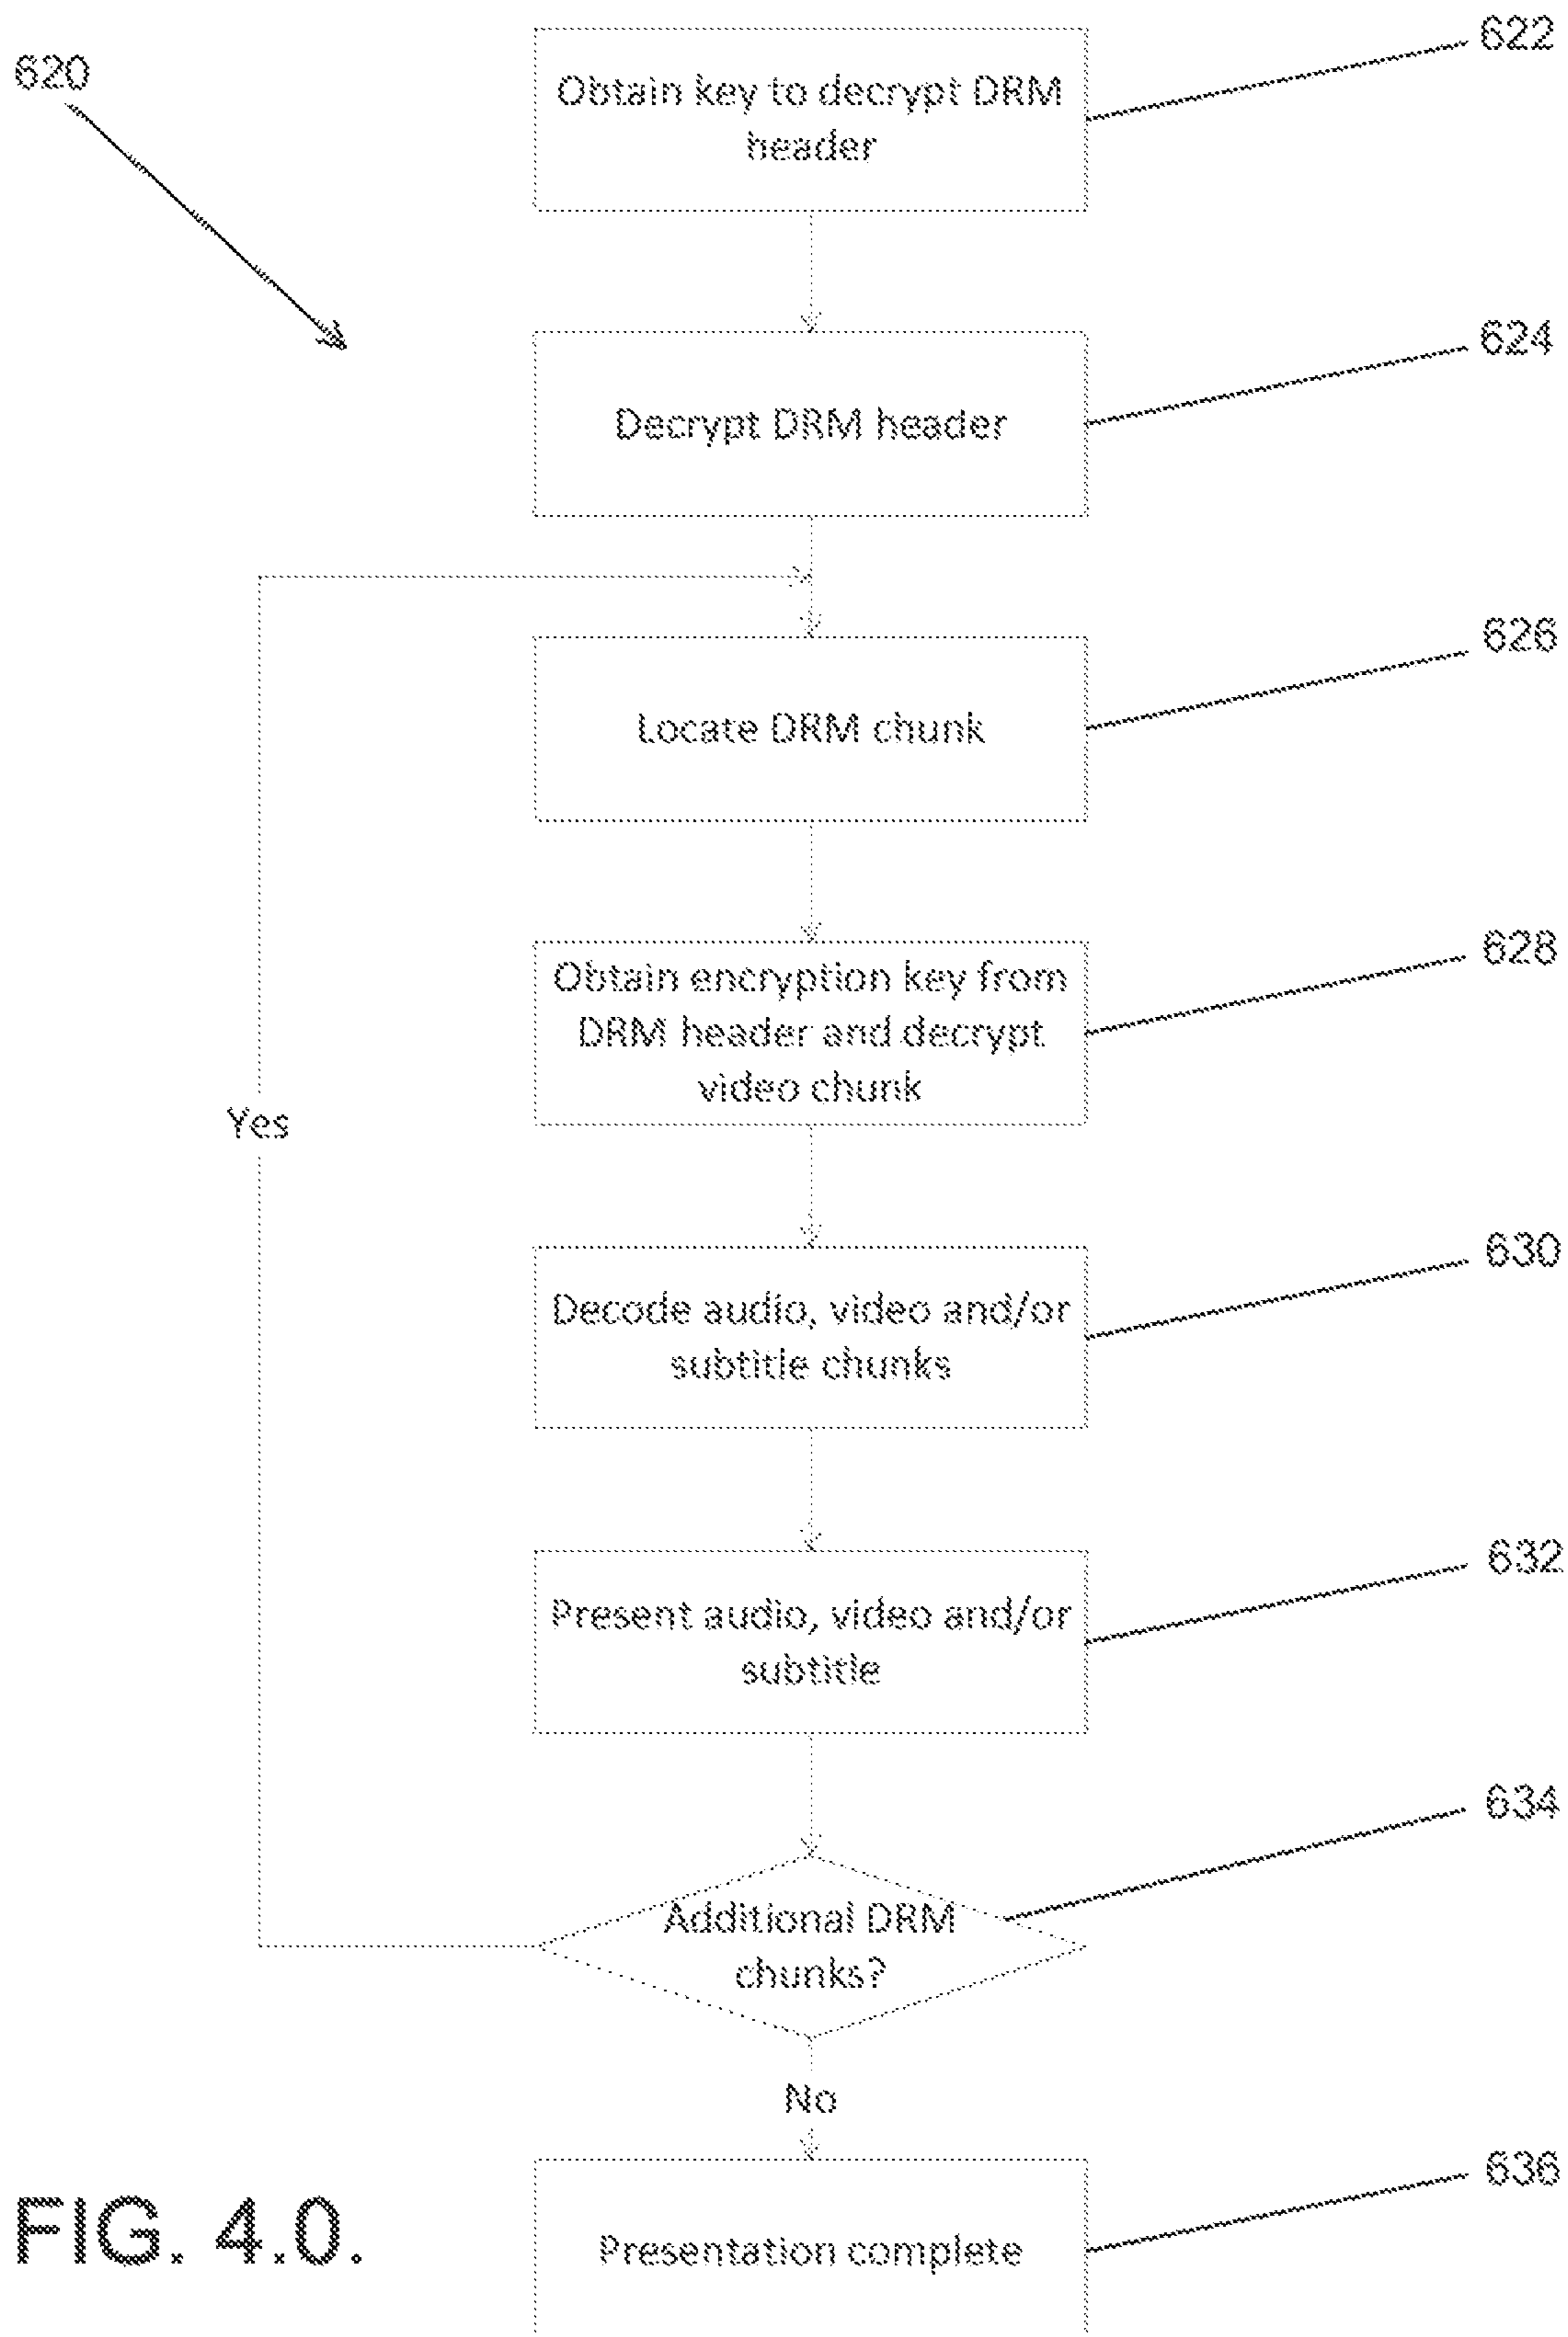 620
622
Obtain key to decrypt DRM
header
624
Decrypt DRM header
626
Locate DRM chunk
628
Obtain encryption key from
DRM header and decrypt
video chunk
Yes
630
Decode audio, video and/or
subtitle chunks
632
Present audio, video and/or
subtitle
634
Additional DRM
chunks?
No
636
Presentation complete
FIG. 4.0.